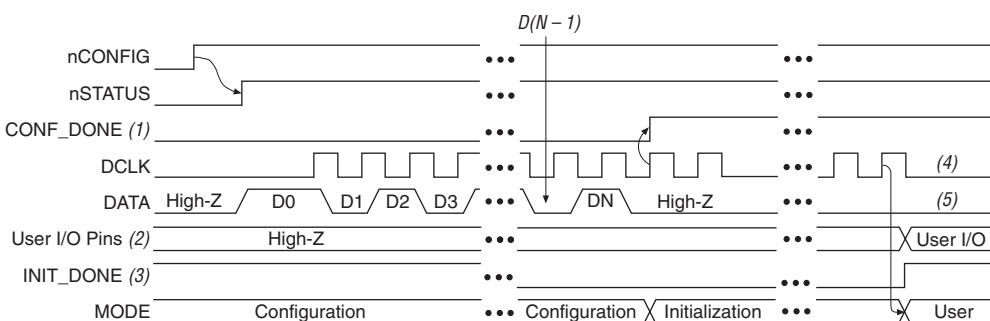 D(N – 1)
nCONFIG
nSTATUS
CONF_DONE (1)
DCLK (4)
DATA High-Z D0 D1 D2 D3 DN High-Z (5)
User I/O Pins (2) High-Z User I/O
INIT_DONE (3)
MODE Configuration Configuration Initialization User